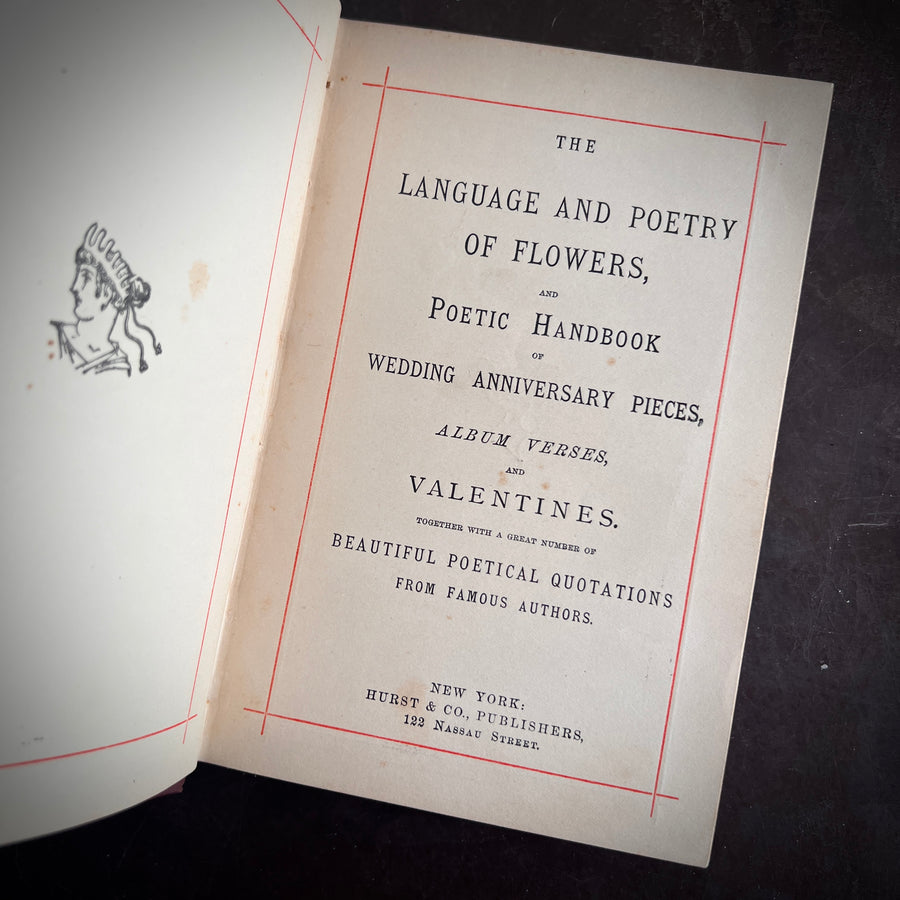 THE
LANGUAGE AND POETRY
OF FLOWERS,
AND
POETIC HANDBOOK
OF
WEDDING ANNIVERSARY PIECES,
ALBUM VERSES,
AND
VALENTINES.
TOGETHER WITH A GREAT NUMBER OF
BEAUTIFUL POETICAL QUOTATIONS
FROM FAMOUS AUTHORS.
NEW YORK:
HURST & CO., PUBLISHERS,
122 NASSAU STREET.